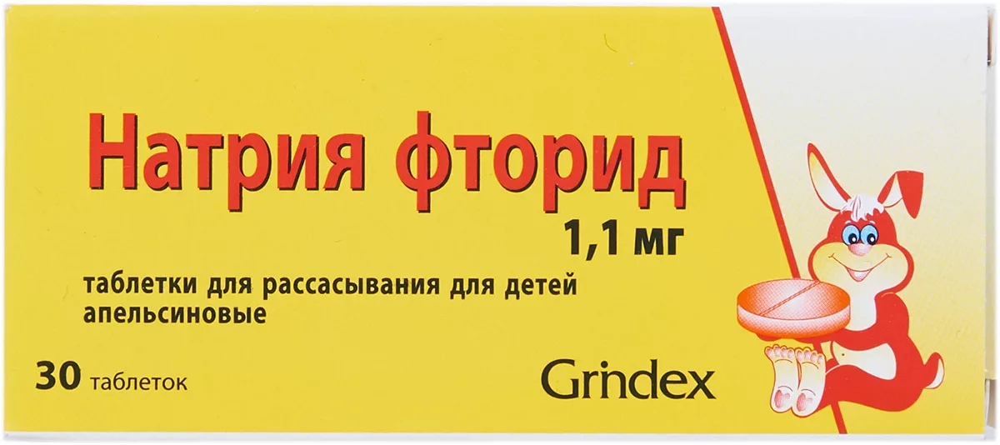 Натрия фторид
1,1 мг
таблетки для рассасывания для детей
апельсиновые
30 таблеток
Grindex